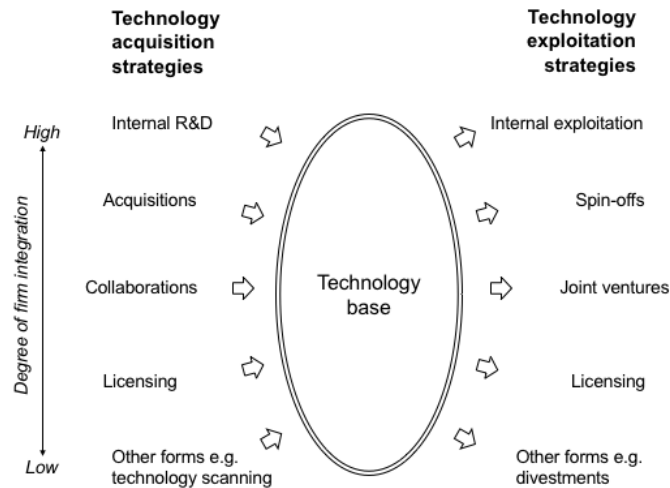 Technology
acquisition
strategies
Technology
exploitation
strategies
High
Internal R&D
Internal exploitation
Acquisitions
Spin-offs
Degree of firm integration
Collaborations
Technology
base
Joint ventures
Licensing
Licensing
Low
Other forms e.g.
technology scanning
Other forms e.g.
divestments